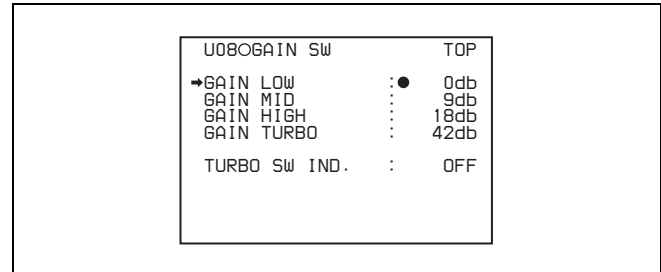 U08○GAIN SW TOP
➡GAIN LOW :● 0db
GAIN MID : 9db
GAIN HIGH : 18db
GAIN TURBO : 42db
TURBO SW IND. : OFF